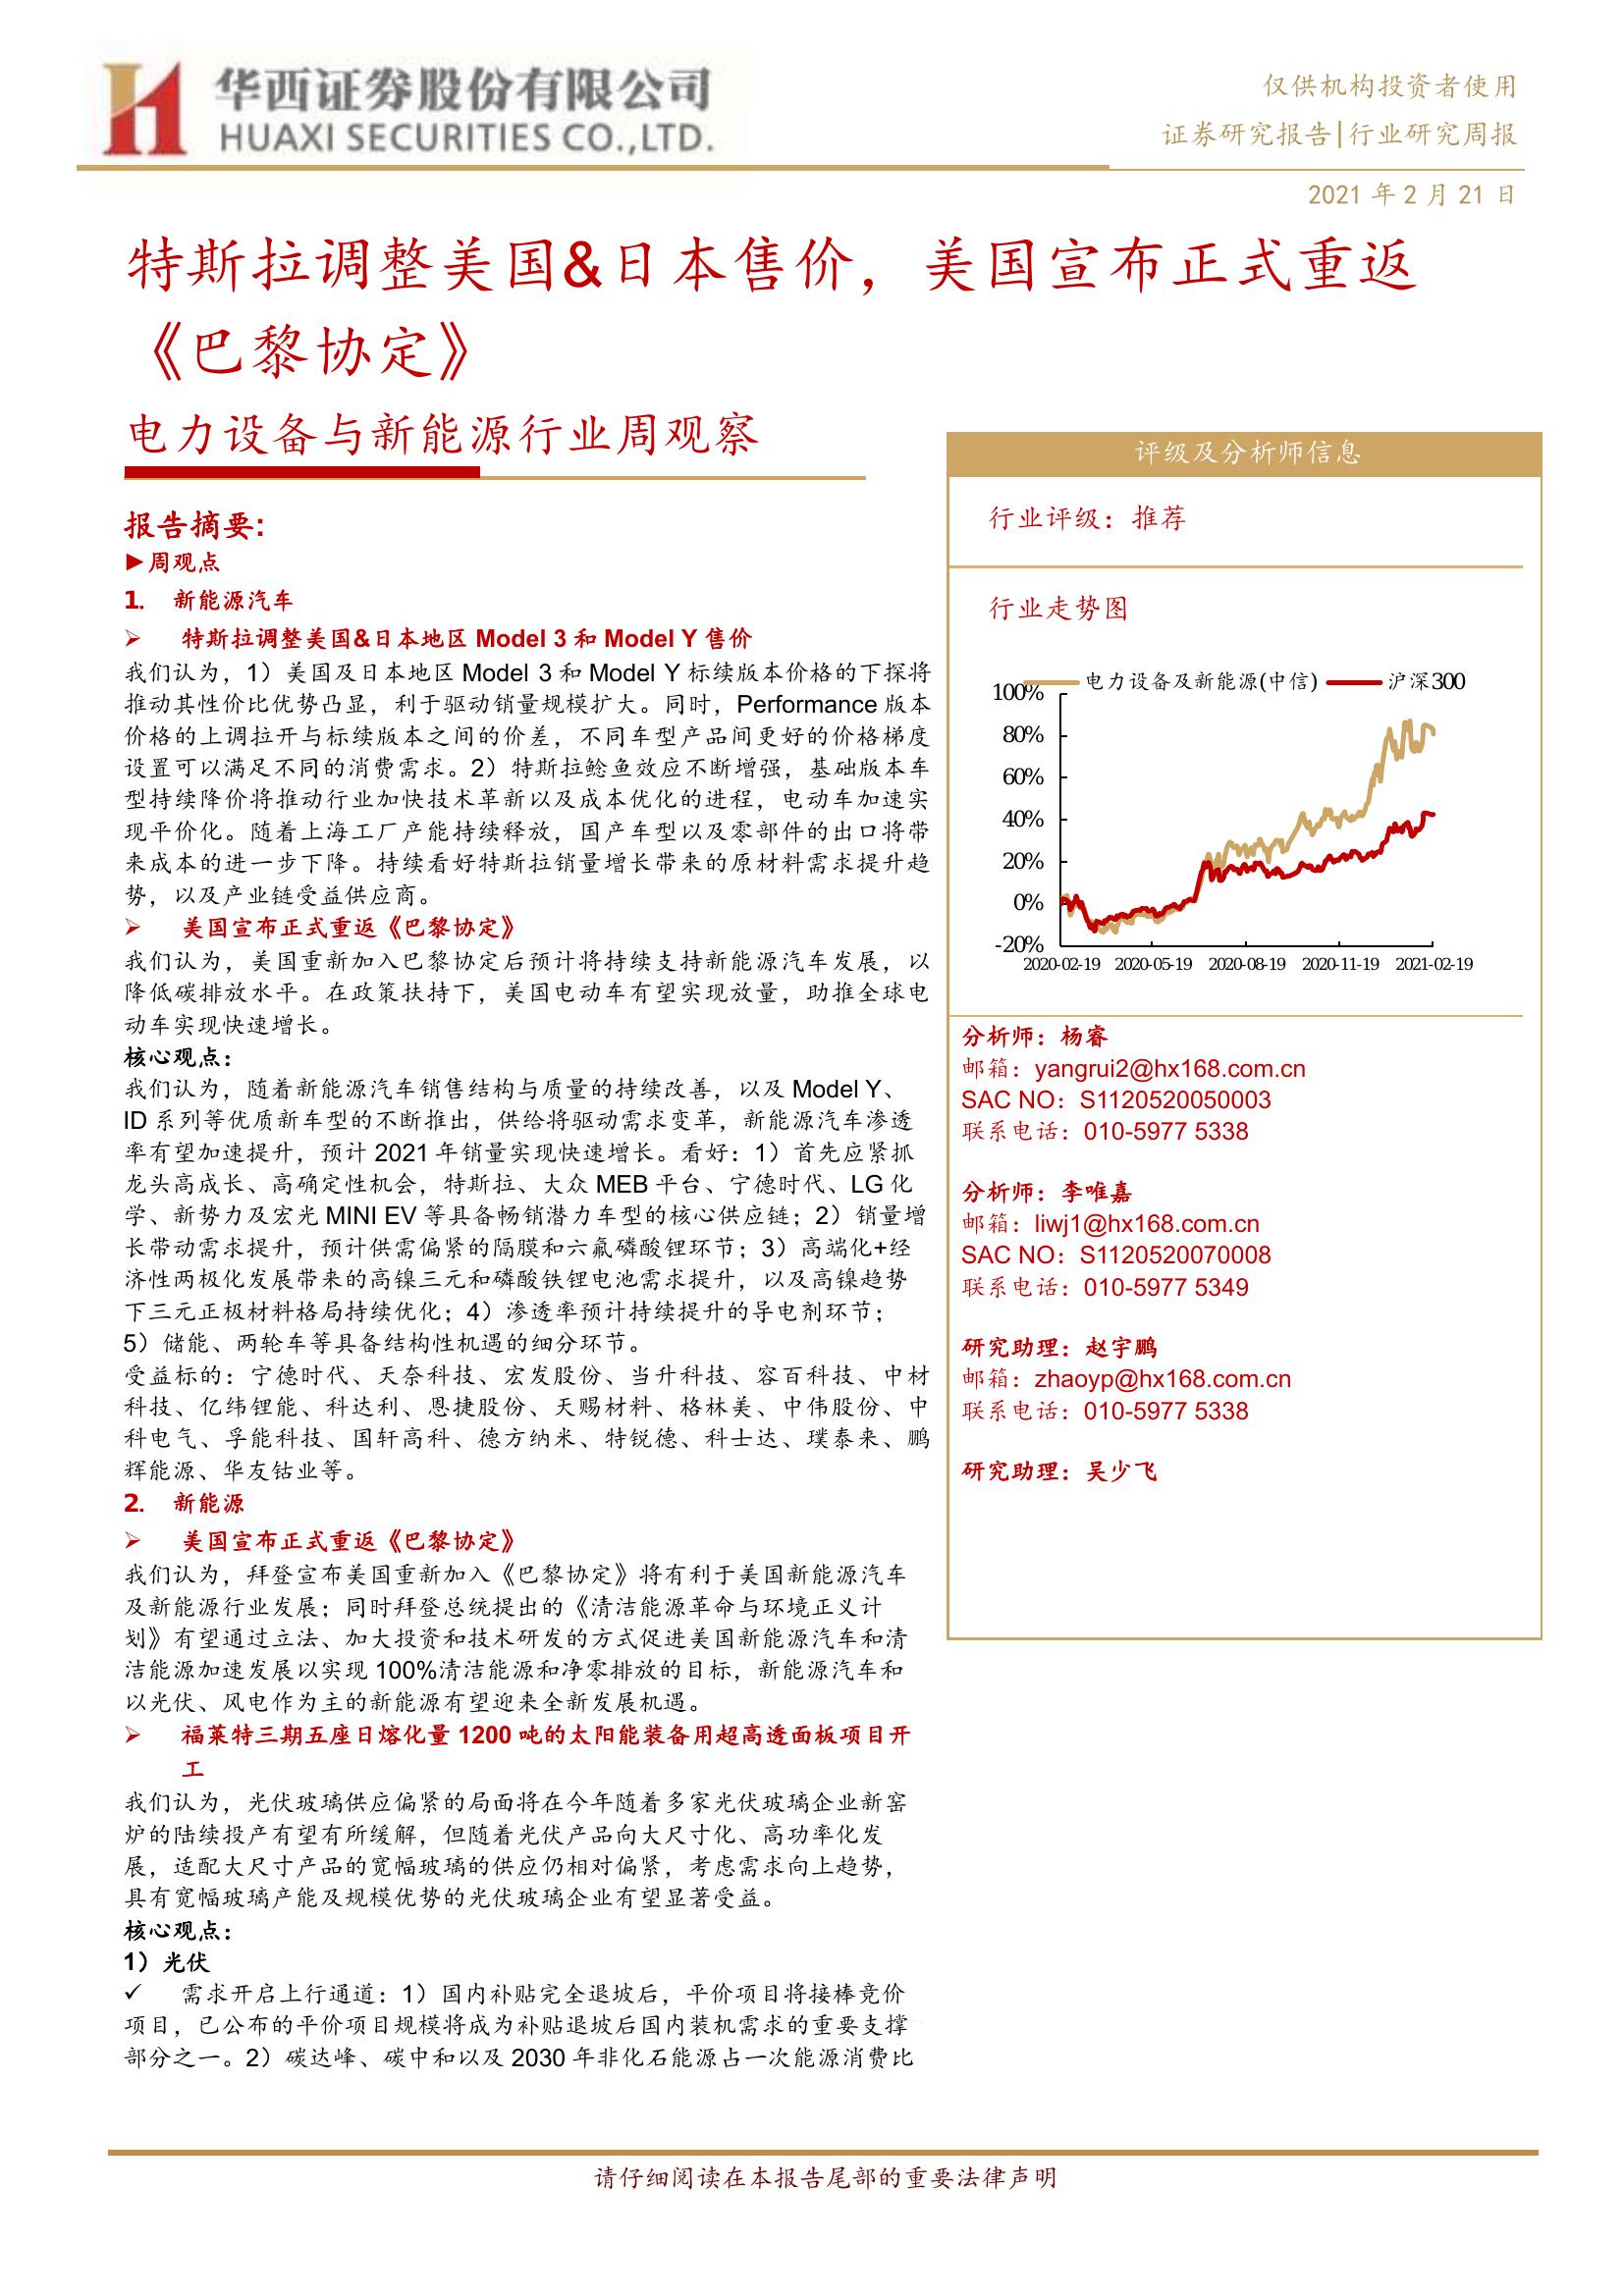 华西证券股份有限公司
HUAXI SECURITIES CO.,LTD.
仅供机构投资者使用
证券研究报告|行业研究周报
2021 年 2 月 21 日
特斯拉调整美国&日本售价，美国宣布正式重返
《巴黎协定》
电力设备与新能源行业周观察
报告摘要:
►周观点
1. 新能源汽车
➢ 特斯拉调整美国&日本地区 Model 3 和 Model Y 售价
我们认为，1）美国及日本地区 Model 3 和 Model Y 标续版本价格的下探将
推动其性价比优势凸显，利于驱动销量规模扩大。同时，Performance 版本
价格的上调拉开与标续版本之间的价差，不同车型产品间更好的价格梯度
设置可以满足不同的消费需求。2）特斯拉鲶鱼效应不断增强，基础版本车
型持续降价将推动行业加快技术革新以及成本优化的进程，电动车加速实
现平价化。随着上海工厂产能持续释放，国产车型以及零部件的出口将带
来成本的进一步下降。持续看好特斯拉销量增长带来的原材料需求提升趋
势，以及产业链受益供应商。
➢ 美国宣布正式重返《巴黎协定》
我们认为，美国重新加入巴黎协定后预计将持续支持新能源汽车发展，以
降低碳排放水平。在政策扶持下，美国电动车有望实现放量，助推全球电
动车实现快速增长。
核心观点：
我们认为，随着新能源汽车销售结构与质量的持续改善，以及 Model Y、
ID 系列等优质新车型的不断推出，供给将驱动需求变革，新能源汽车渗透
率有望加速提升，预计 2021 年销量实现快速增长。看好：1）首先应紧抓
龙头高成长、高确定性机会，特斯拉、大众 MEB 平台、宁德时代、LG 化
学、新势力及宏光 MINI EV 等具备畅销潜力车型的核心供应链；2）销量增
长带动需求提升，预计供需偏紧的隔膜和六氟磷酸锂环节；3）高端化+经
济性两极化发展带来的高镍三元和磷酸铁锂电池需求提升，以及高镍趋势
下三元正极材料格局持续优化；4）渗透率预计持续提升的导电剂环节；
5）储能、两轮车等具备结构性机遇的细分环节。
受益标的：宁德时代、天奈科技、宏发股份、当升科技、容百科技、中材
科技、亿纬锂能、科达利、恩捷股份、天赐材料、格林美、中伟股份、中
科电气、孚能科技、国轩高科、德方纳米、特锐德、科士达、璞泰来、鹏
辉能源、华友钴业等。
2. 新能源
➢ 美国宣布正式重返《巴黎协定》
我们认为，拜登宣布美国重新加入《巴黎协定》将有利于美国新能源汽车
及新能源行业发展；同时拜登总统提出的《清洁能源革命与环境正义计
划》有望通过立法、加大投资和技术研发的方式促进美国新能源汽车和清
洁能源加速发展以实现 100%清洁能源和净零排放的目标，新能源汽车和
以光伏、风电作为主的新能源有望迎来全新发展机遇。
➢ 福莱特三期五座日熔化量 1200 吨的太阳能装备用超高透面板项目开
工
我们认为，光伏玻璃供应偏紧的局面将在今年随着多家光伏玻璃企业新窑
炉的陆续投产有望有所缓解，但随着光伏产品向大尺寸化、高功率化发
展，适配大尺寸产品的宽幅玻璃的供应仍相对偏紧，考虑需求向上趋势，
具有宽幅玻璃产能及规模优势的光伏玻璃企业有望显著受益。
核心观点：
1）光伏
✓ 需求开启上行通道：1）国内补贴完全退坡后，平价项目将接棒竞价
项目，已公布的平价项目规模将成为补贴退坡后国内装机需求的重要支撑
部分之一。2）碳达峰、碳中和以及 2030 年非化石能源占一次能源消费比
评级及分析师信息
行业评级：推荐
行业走势图
电力设备及新能源(中信) 沪深300
100%
80%
60%
40%
20%
0%
-20%
2020-02-19 2020-05-19 2020-08-19 2020-11-19 2021-02-19
分析师：杨睿
邮箱：yangrui2@hx168.com.cn
SAC NO：S1120520050003
联系电话：010-5977 5338
分析师：李唯嘉
邮箱：liwj1@hx168.com.cn
SAC NO：S1120520070008
联系电话：010-5977 5349
研究助理：赵宇鹏
邮箱：zhaoyp@hx168.com.cn
联系电话：010-5977 5338
研究助理：吴少飞
请仔细阅读在本报告尾部的重要法律声明